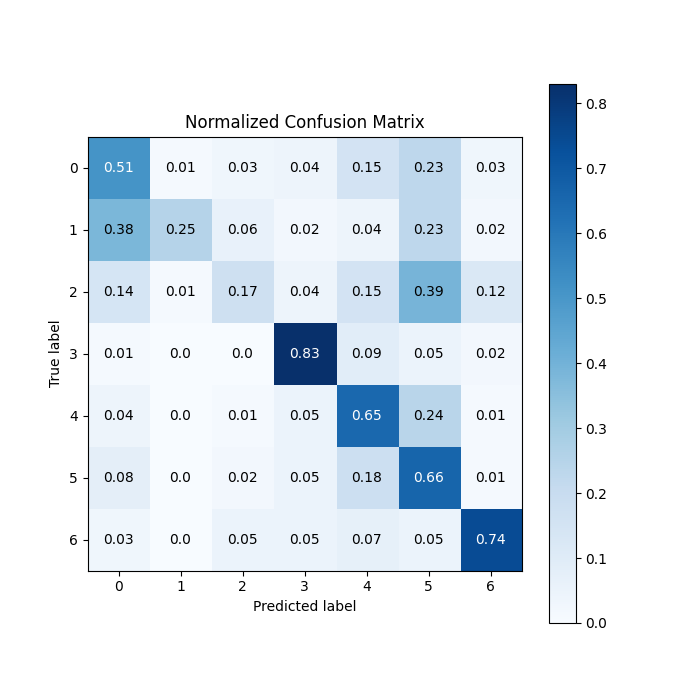 Normalized Confusion Matrix
True label
0 0.51 0.01 0.03 0.04 0.15 0.23 0.03
1 0.38 0.25 0.06 0.02 0.04 0.23 0.02
2 0.14 0.01 0.17 0.04 0.15 0.39 0.12
3 0.01 0.0 0.0 0.83 0.09 0.05 0.02
4 0.04 0.0 0.01 0.05 0.65 0.24 0.01
5 0.08 0.0 0.02 0.05 0.18 0.66 0.01
6 0.03 0.0 0.05 0.05 0.07 0.05 0.74
0 1 2 3 4 5 6
Predicted label
0.8
0.7
0.6
0.5
0.4
0.3
0.2
0.1
0.0